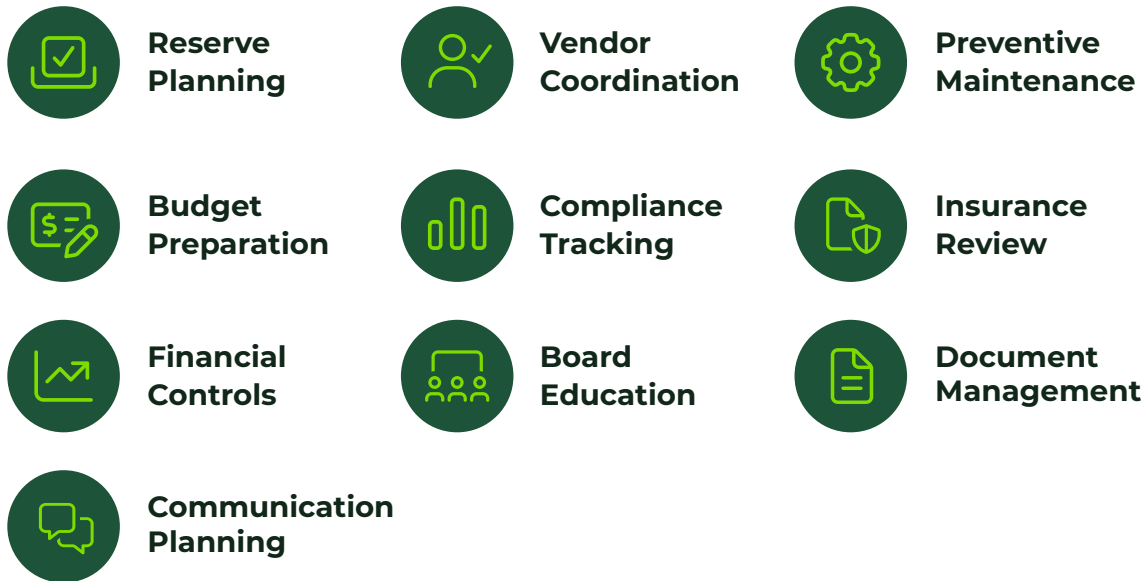 Reserve
Planning
Vendor
Coordination
Preventive
Maintenance
$
Budget
Preparation
Compliance
Tracking
Insurance
Review
Financial
Controls
Board
Education
Document
Management
Communication
Planning